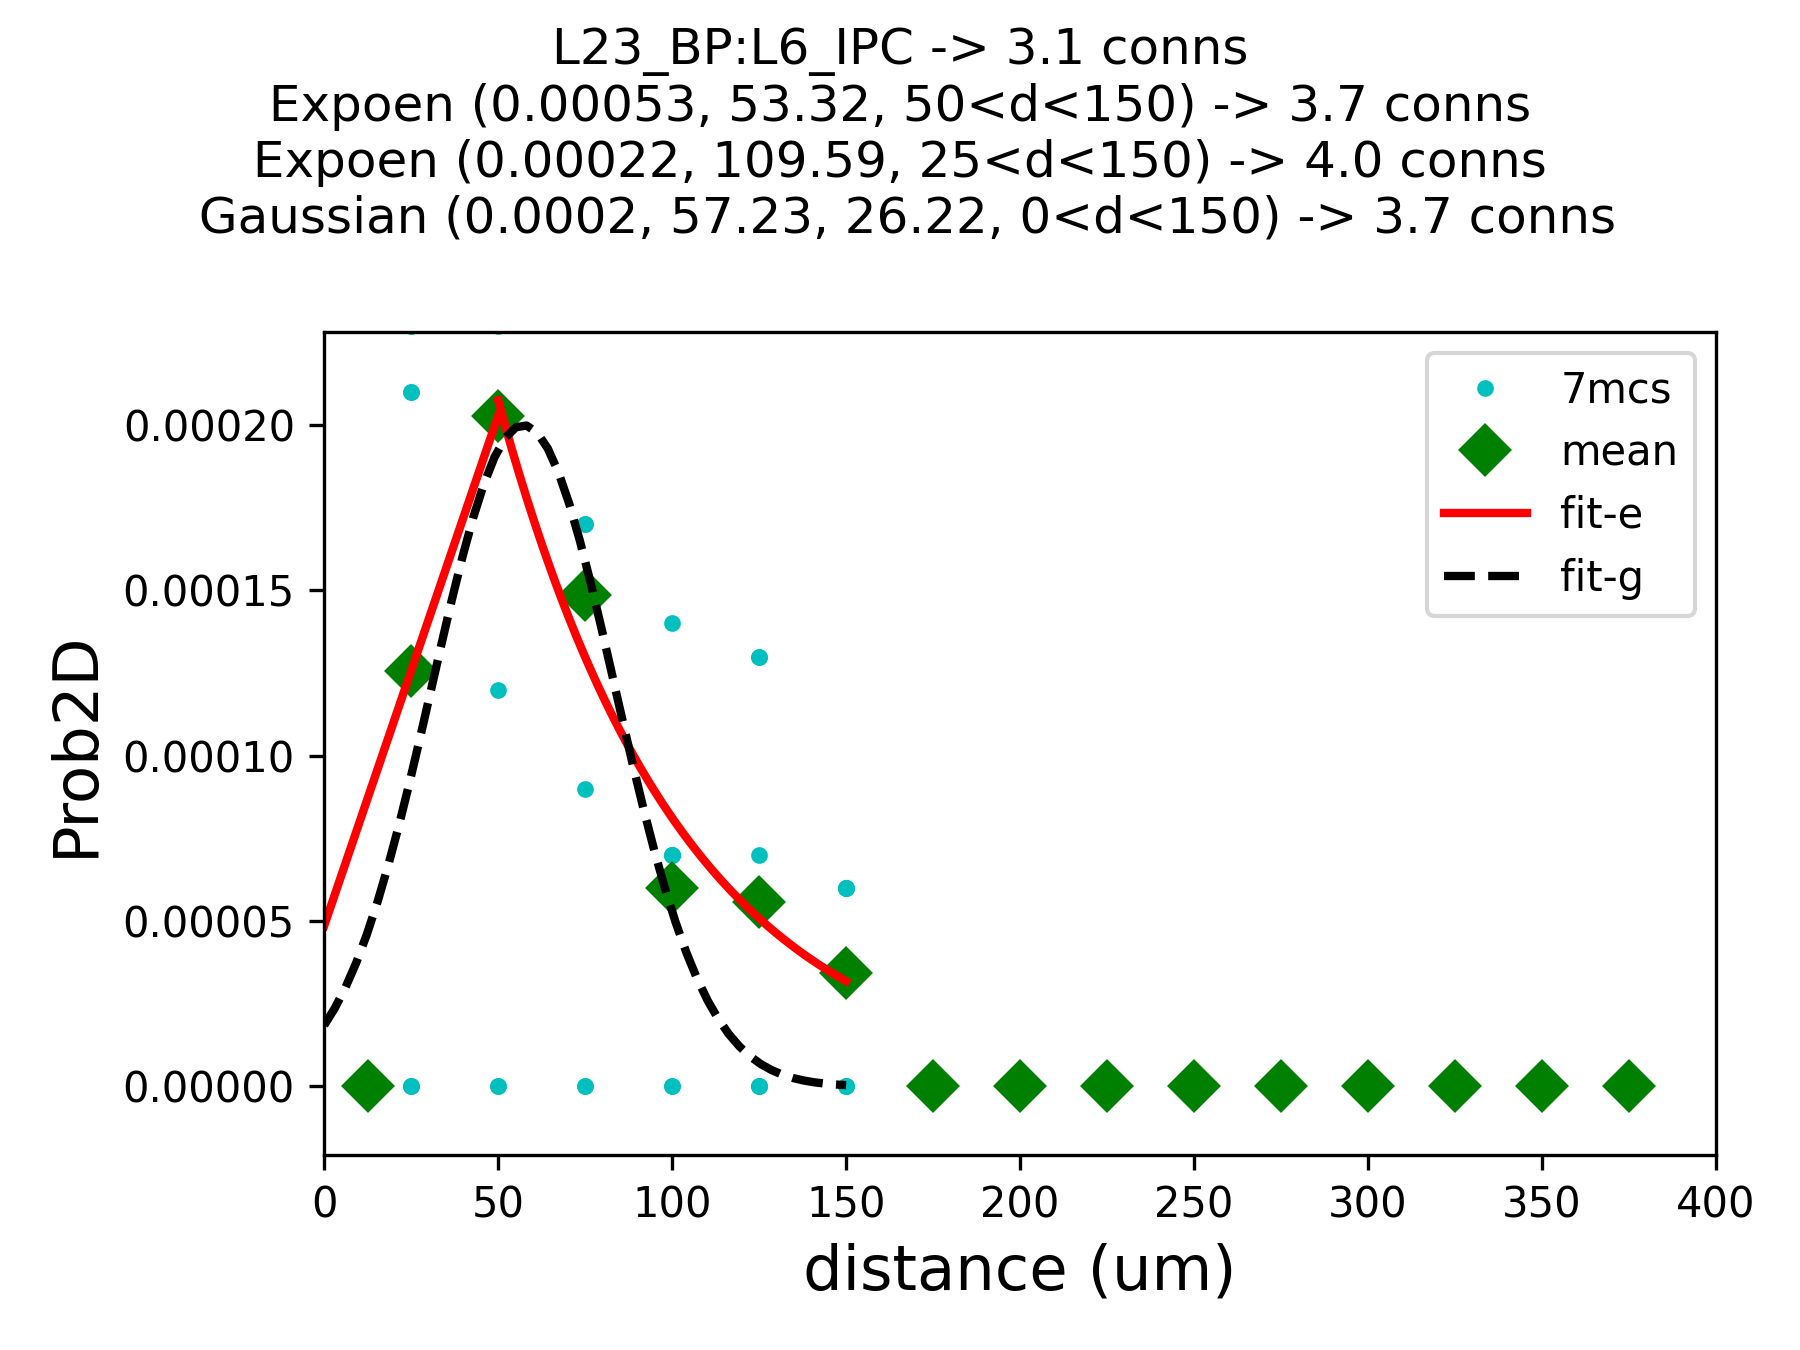 L23_BP:L6_IPC -> 3.1 conns
Expoen (0.00053, 53.32, 50<d<150) -> 3.7 conns
Expoen (0.00022, 109.59, 25<d<150) -> 4.0 conns
Gaussian (0.0002, 57.23, 26.22, 0<d<150) -> 3.7 conns
7mcs
mean
fit-e
fit-g
Prob2D
0.00020
0.00015
0.00010
0.00005
0.00000
0 50 100 150 200 250 300 350 400
distance (um)